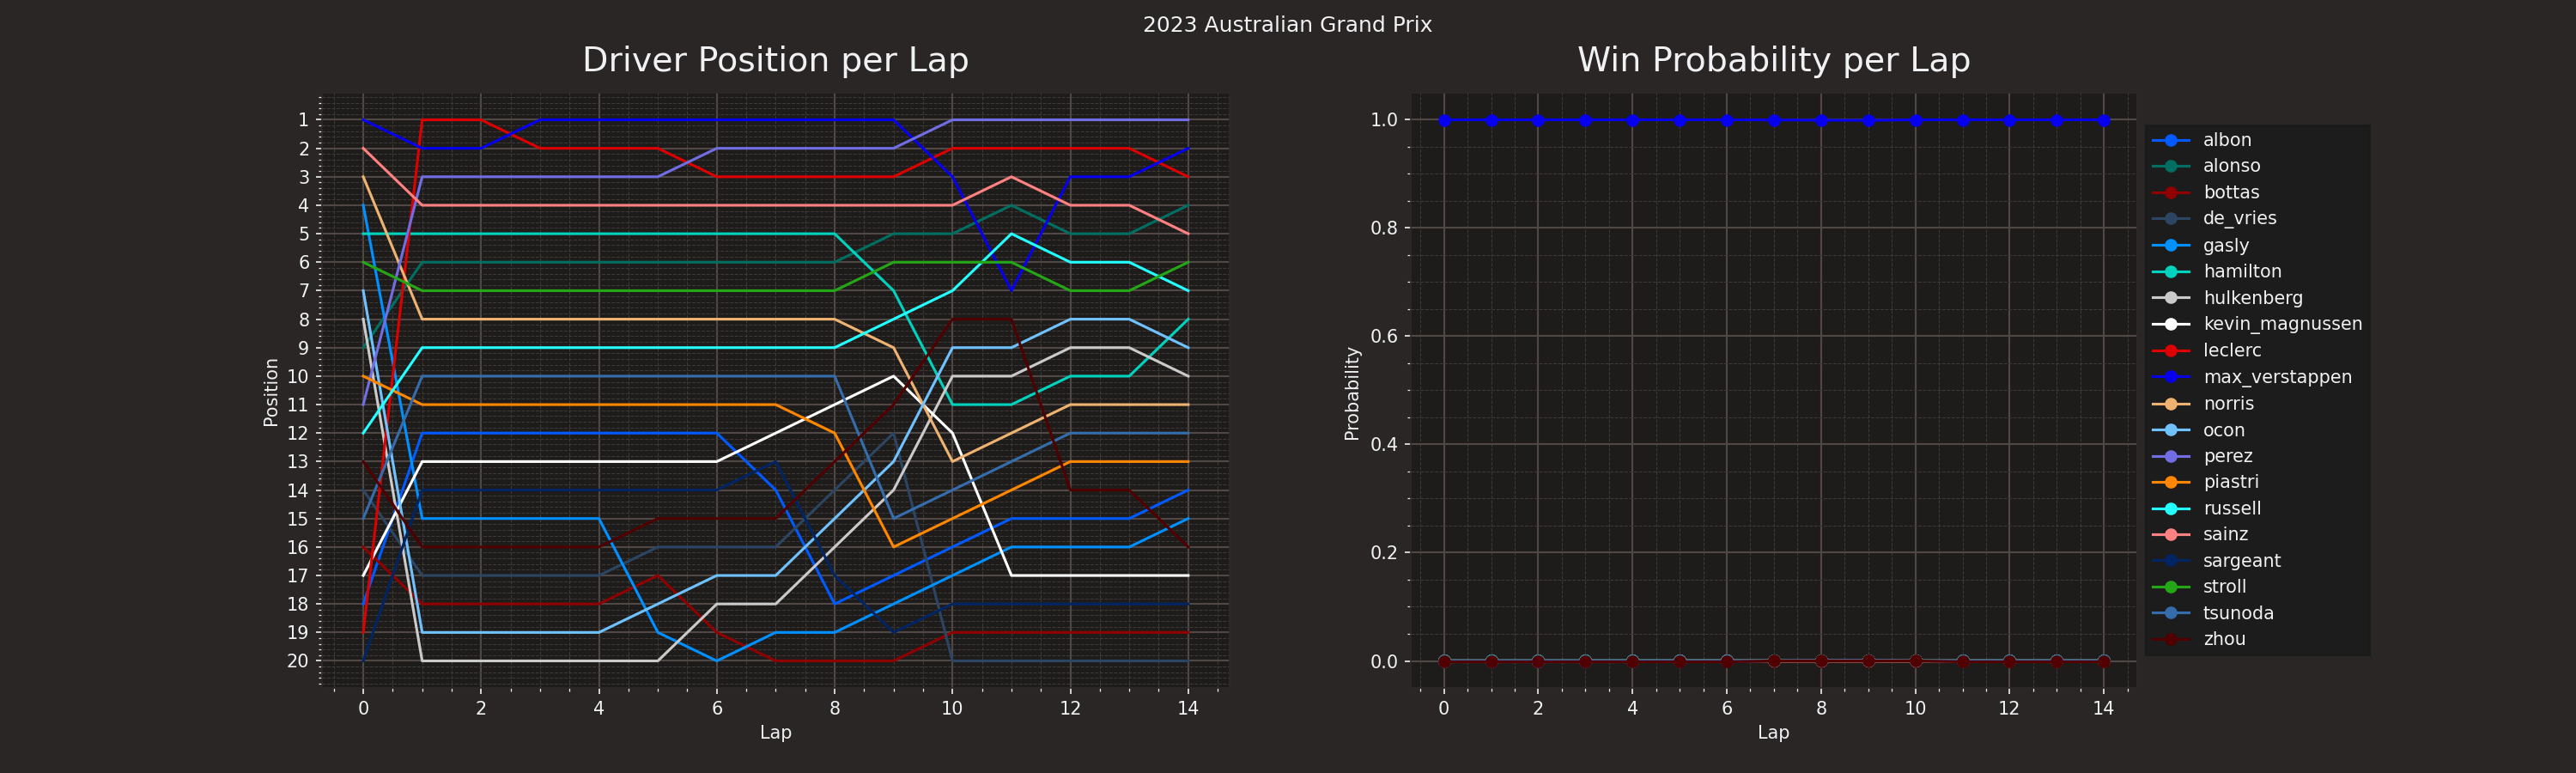 2023 Australian Grand Prix
Driver Position per Lap
1
2
3
4
5
6
7
8
9
10
11
12
13
14
15
16
17
18
19
20
Position
0 2 4 6 8 10 12 14
Lap
Win Probability per Lap
1.0
0.8
0.6
0.4
0.2
0.0
Probability
0 2 4 6 8 10 12 14
Lap
albon
alonso
bottas
de_vries
gasly
hamilton
hulkenberg
kevin_magnussen
leclerc
max_verstappen
norris
ocon
perez
piastri
russell
sainz
sargeant
stroll
tsunoda
zhou